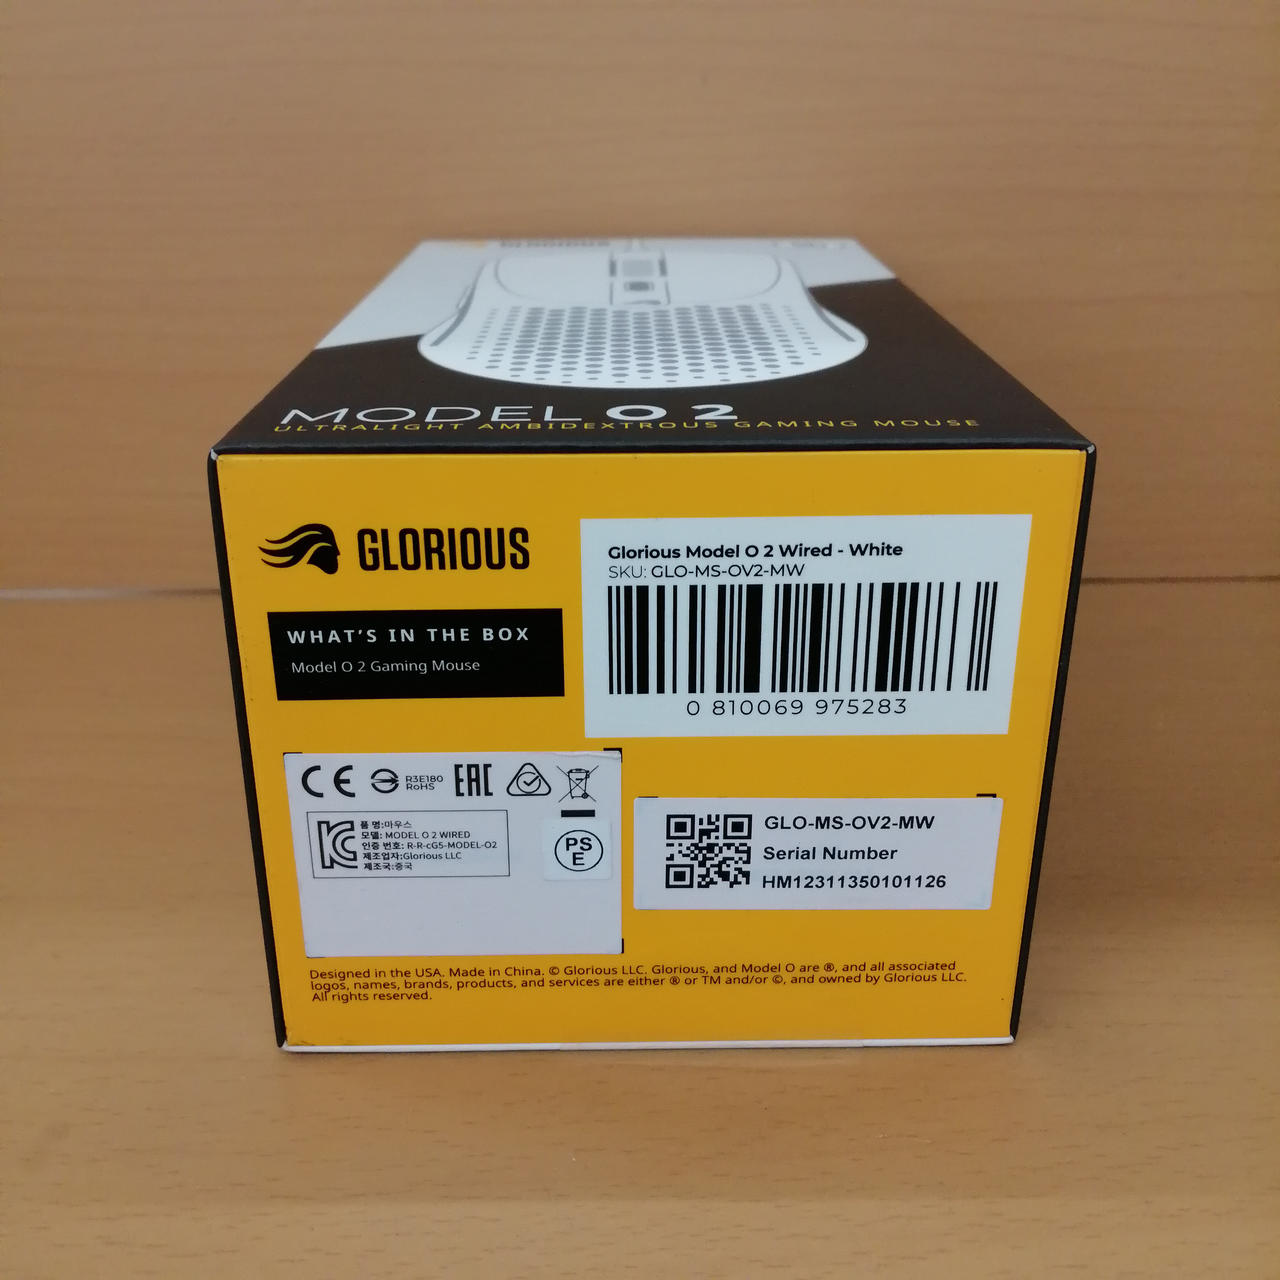 GLORIOUS
MODEL O 2
ULTRALIGHT AMBIDEXTROUS GAMING MOUSE
GLORIOUS
WHAT'S IN THE BOX
Model O 2 Gaming Mouse
Glorious Model O 2 Wired - White
SKU: GLO-MS-OV2-MW
0 810069 975283
CE
R3E180
RoHS
EAC
KC
품 명:마우스
모델: MODEL O 2 WIRED
인증 번호: R-R-cG5-MODEL-O2
제조업자:Glorious LLC
제조국:중국
PS
E
GLO-MS-OV2-MW
Serial Number
HM12311350101126
Designed in the USA. Made in China. © Glorious LLC. Glorious, and Model O are ®, and all associated
logos, names, brands, products, and services are either ® or TM and/or ©, and owned by Glorious LLC.
All rights reserved.